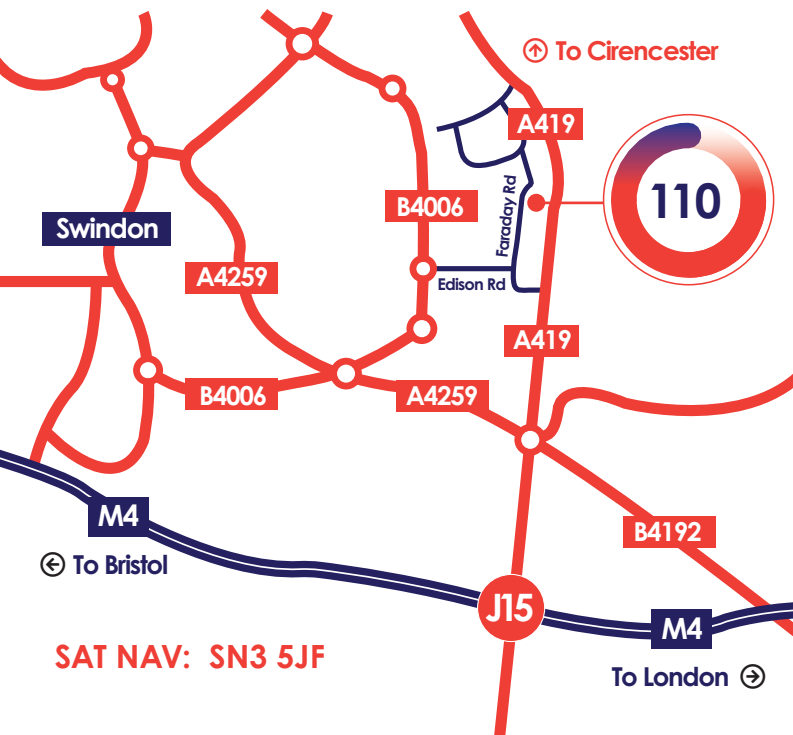 To Cirencester
A419
110
B4006
Faraday Rd
Swindon
A4259
Edison Rd
A419
B4006
A4259
M4
B4192
To Bristol
J15
M4
SAT NAV: SN3 5JF
To London